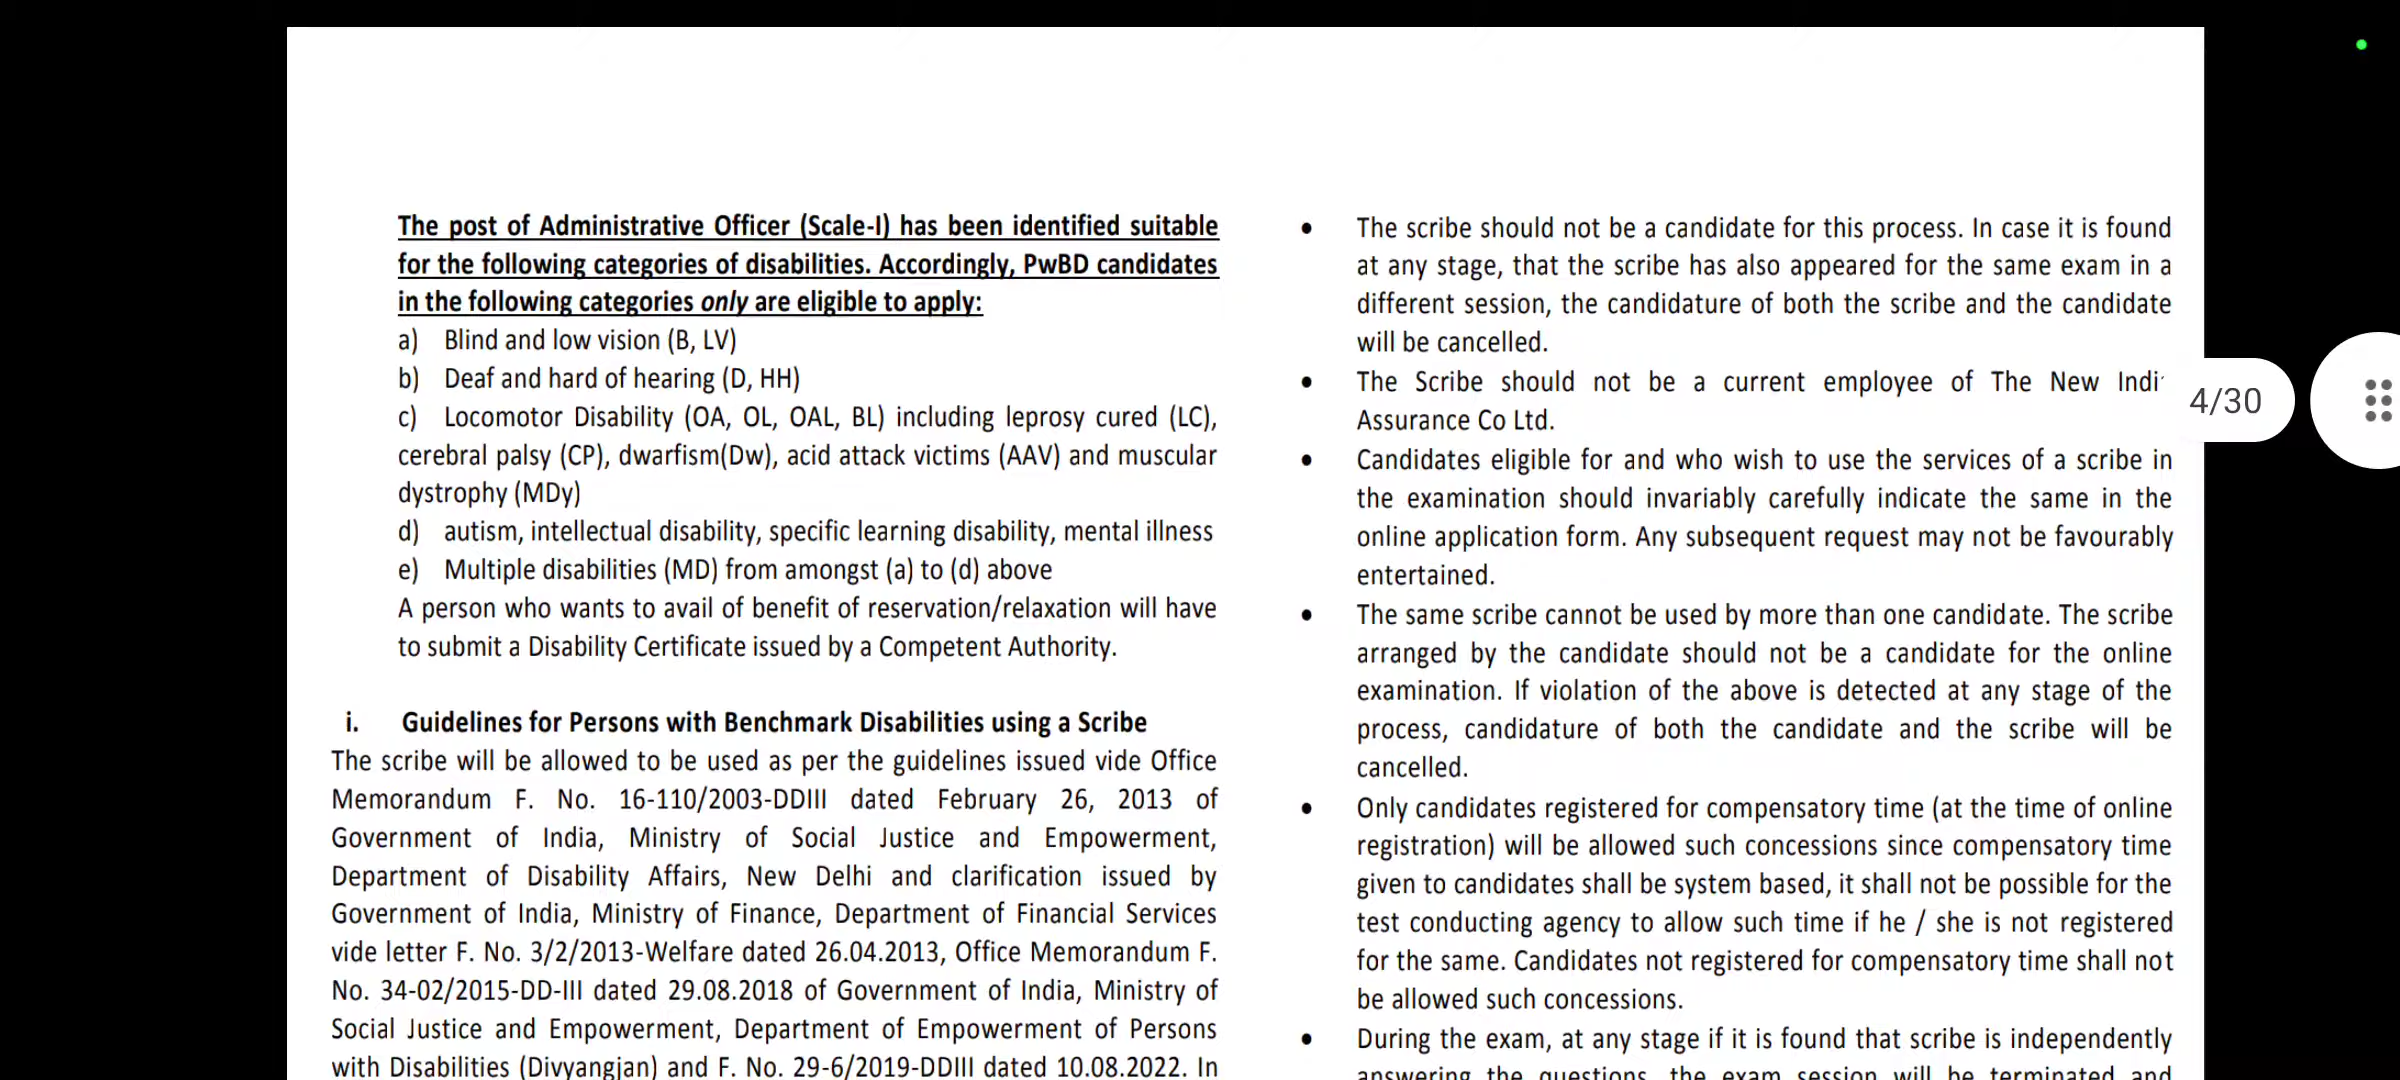 The post of Administrative Officer (Scale-I) has been identified suitable
for the following categories of disabilities. Accordingly, PwBD candidates
in the following categories only are eligible to apply:
a) Blind and low vision (B, LV)
b) Deaf and hard of hearing (D, HH)
c) Locomotor Disability (OA, OL, OAL, BL) including leprosy cured (LC),
cerebral palsy (CP), dwarfism(Dw), acid attack victims (AAV) and muscular
dystrophy (MDy)
d) autism, intellectual disability, specific learning disability, mental illness
e) Multiple disabilities (MD) from amongst (a) to (d) above
A person who wants to avail of benefit of reservation/relaxation will have
to submit a Disability Certificate issued by a Competent Authority.
i. Guidelines for Persons with Benchmark Disabilities using a Scribe
The scribe will be allowed to be used as per the guidelines issued vide Office
Memorandum F. No. 16-110/2003-DDIII dated February 26, 2013 of
Government of India, Ministry of Social Justice and Empowerment,
Department of Disability Affairs, New Delhi and clarification issued by
Government of India, Ministry of Finance, Department of Financial Services
vide letter F. No. 3/2/2013-Welfare dated 26.04.2013, Office Memorandum F.
No. 34-02/2015-DD-III dated 29.08.2018 of Government of India, Ministry of
Social Justice and Empowerment, Department of Empowerment of Persons
with Disabilities (Divyangjan) and F. No. 29-6/2019-DDIII dated 10.08.2022. In
• The scribe should not be a candidate for this process. In case it is found
at any stage, that the scribe has also appeared for the same exam in a
different session, the candidature of both the scribe and the candidate
will be cancelled.
• The Scribe should not be a current employee of The New Indi
Assurance Co Ltd.
• Candidates eligible for and who wish to use the services of a scribe in
the examination should invariably carefully indicate the same in the
online application form. Any subsequent request may not be favourably
entertained.
• The same scribe cannot be used by more than one candidate. The scribe
arranged by the candidate should not be a candidate for the online
examination. If violation of the above is detected at any stage of the
process, candidature of both the candidate and the scribe will be
cancelled.
• Only candidates registered for compensatory time (at the time of online
registration) will be allowed such concessions since compensatory time
given to candidates shall be system based, it shall not be possible for the
test conducting agency to allow such time if he / she is not registered
for the same. Candidates not registered for compensatory time shall not
be allowed such concessions.
• During the exam, at any stage if it is found that scribe is independently
answering the questions, the exam session will be terminated and
4/30